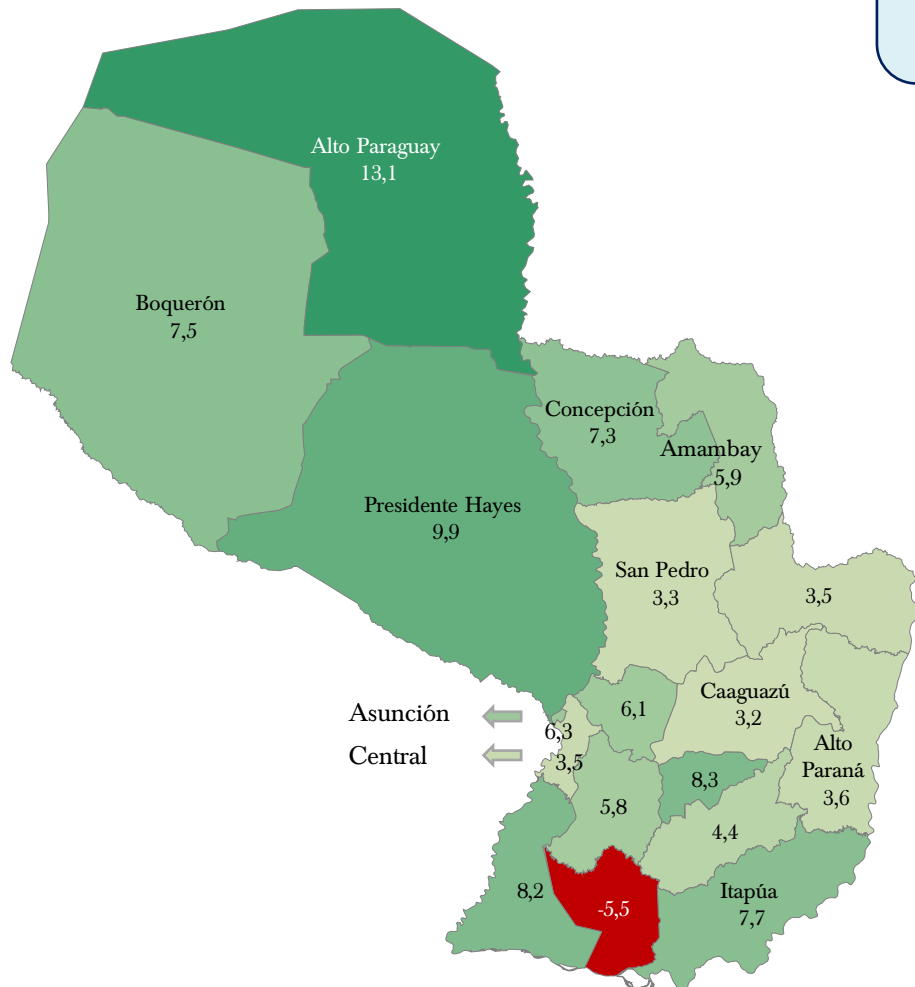 Alto Paraguay
13,1
Boquerón
7,5
Concepción
7,3
Amambay
5,9
Presidente Hayes
9,9
San Pedro
3,3
3,5
Caaguazú
3,2
6,1
Asunción
6,3
Central
3,5
Alto
Paraná
3,6
8,3
5,8
4,4
8,2
-5,5
Itapúa
7,7